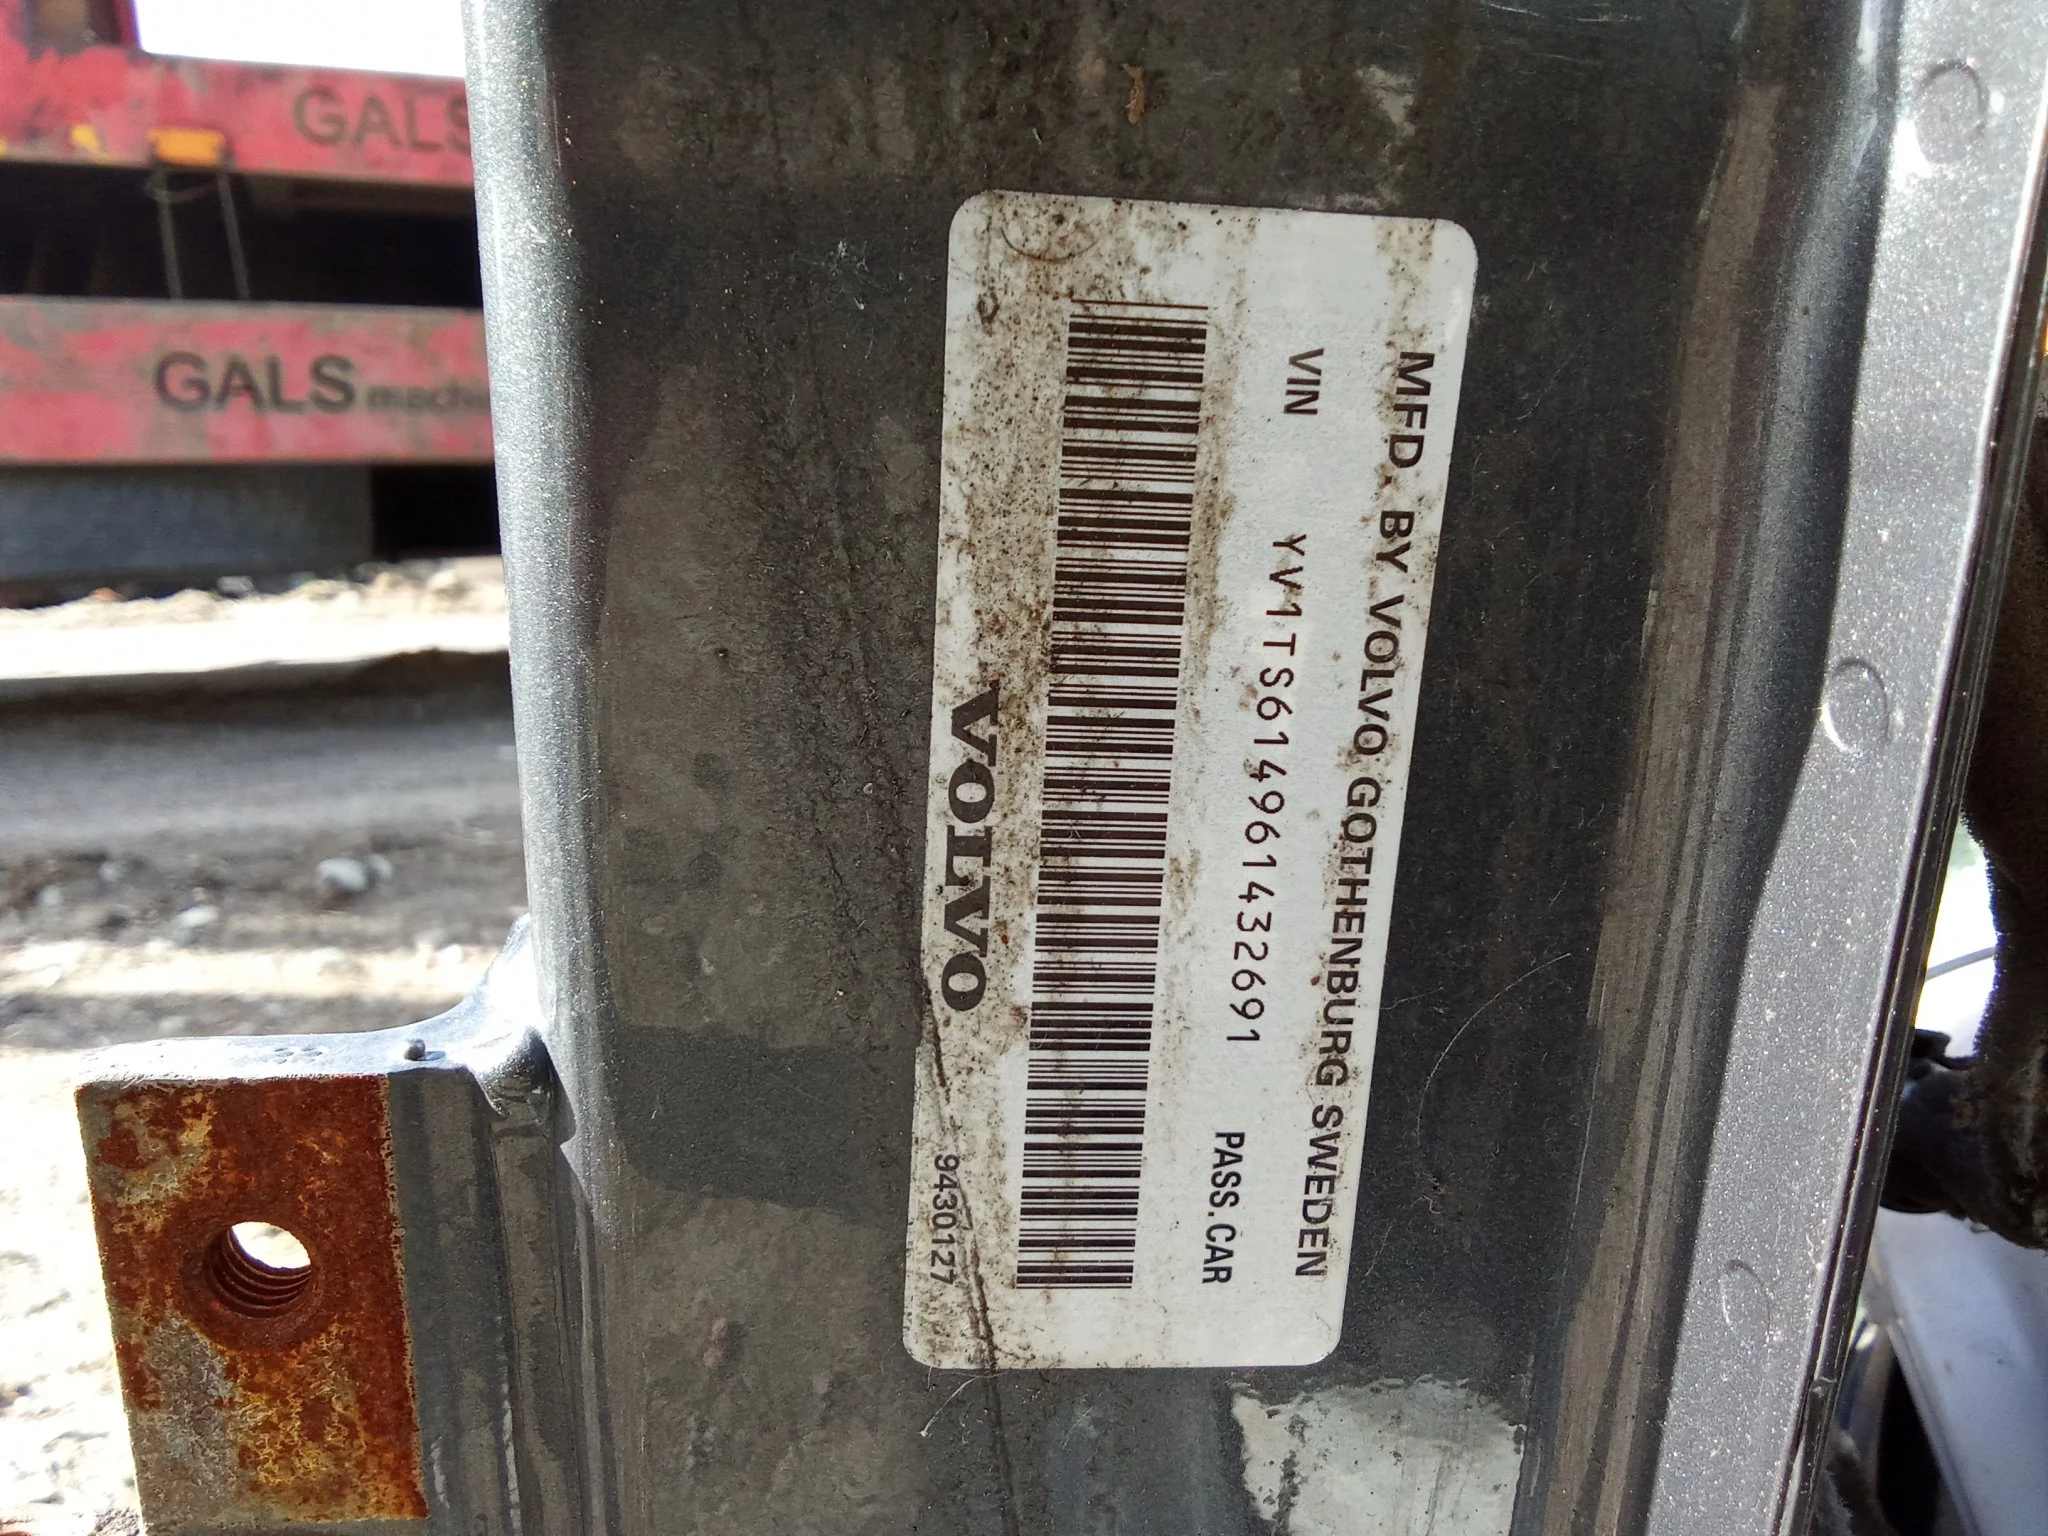 MFD. BY VOLVO GOTHENBURG SWEDEN
VIN YV1TS614961432691 PASS.CAR
VOLVO 9430127
GALS
GALS